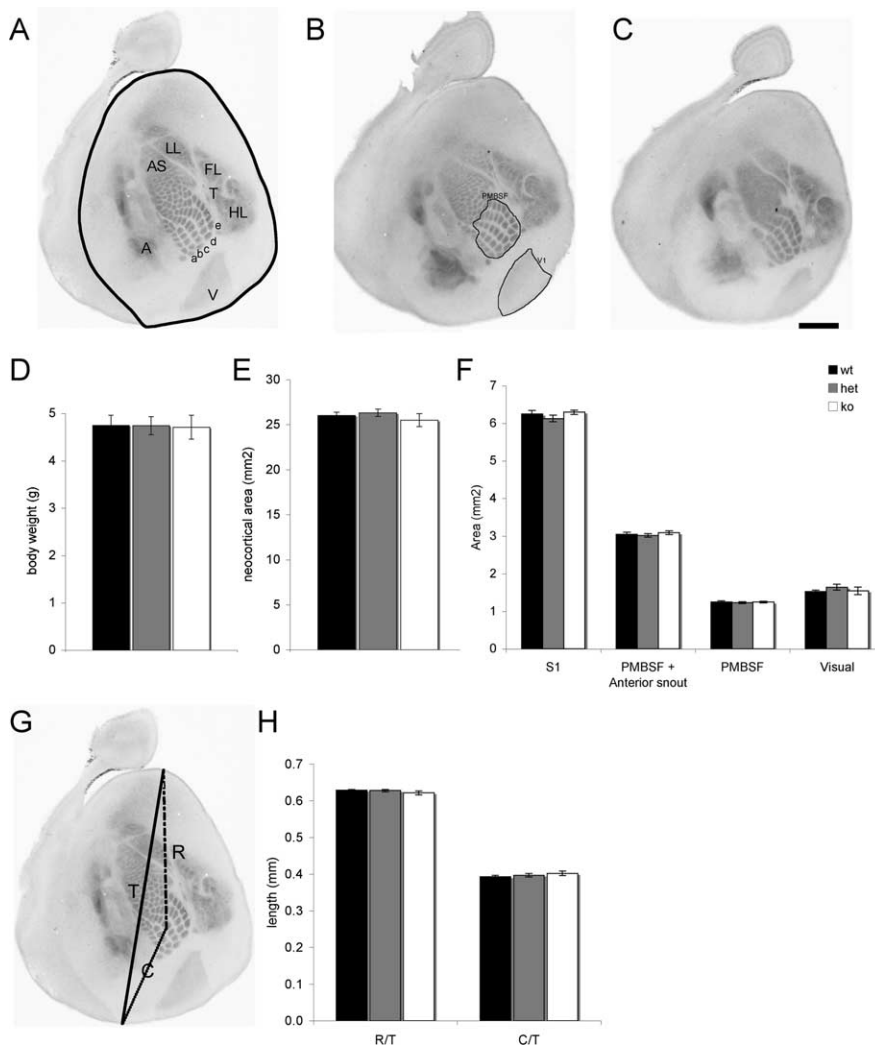 A
B
C
LL
AS
FL
T
HL
e
d
c
b
a
A
V
PMBSF
V1
D
E
F
wt
het
ko
body weight (g)
5
4
3
2
1
0
neocortical area (mm2)
30
25
20
15
10
5
0
Area (mm2)
7
6
5
4
3
2
1
0
S1
PMBSF +
Anterior snout
PMBSF
Visual
G
H
R
T
C
length (mm)
0.7
0.6
0.5
0.4
0.3
0.2
0.1
0.0
R/T
C/T